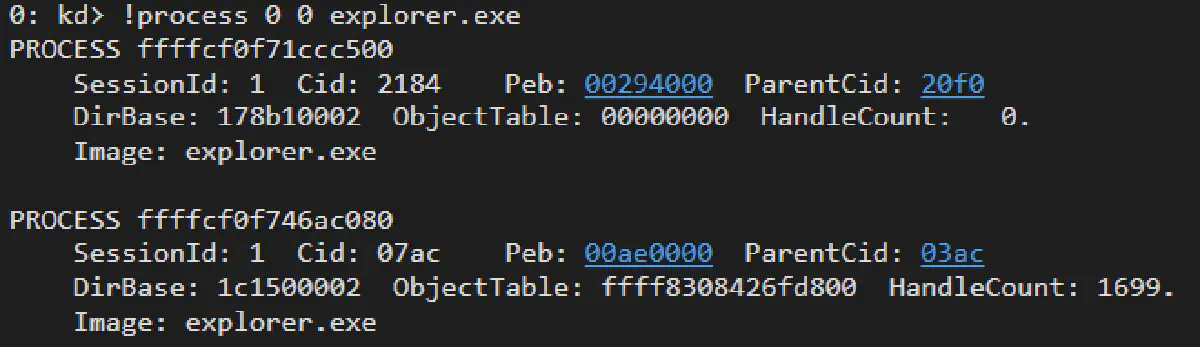 0: kd> !process 0 0 explorer.exe
PROCESS ffffcf0f71ccc500
    SessionId: 1  Cid: 2184    Peb: 00294000  ParentCid: 20f0
    DirBase: 178b10002  ObjectTable: 00000000  HandleCount:   0.
    Image: explorer.exe

PROCESS ffffcf0f746ac080
    SessionId: 1  Cid: 07ac    Peb: 00ae0000  ParentCid: 03ac
    DirBase: 1c1500002  ObjectTable: ffff8308426fd800  HandleCount: 1699.
    Image: explorer.exe